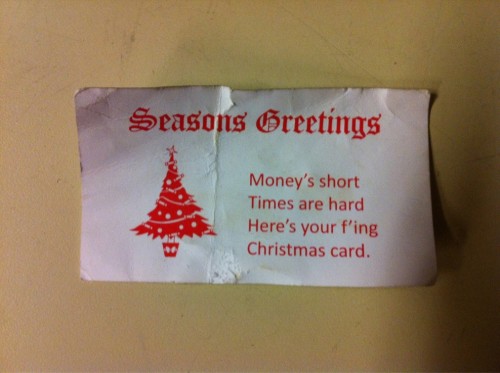 Seasons Greetings
Money's short
Times are hard
Here's your f'ing
Christmas card.